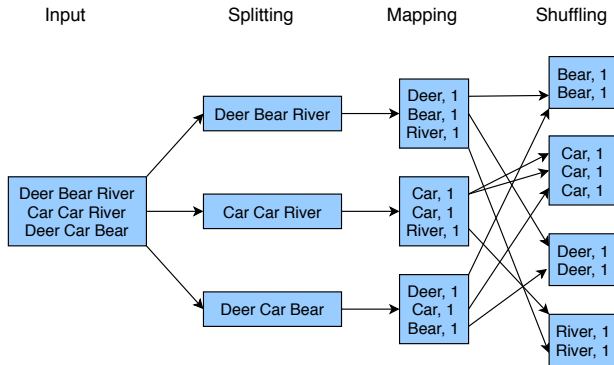 Input
Splitting
Mapping
Shuffling
Deer Bear River
Car Car River
Deer Car Bear
Deer Bear River
Car Car River
Deer Car Bear
Deer, 1
Bear, 1
River, 1
Car, 1
Car, 1
River, 1
Deer, 1
Car, 1
Bear, 1
Bear, 1
Bear, 1
Car, 1
Car, 1
Car, 1
Deer, 1
Deer, 1
River, 1
River, 1